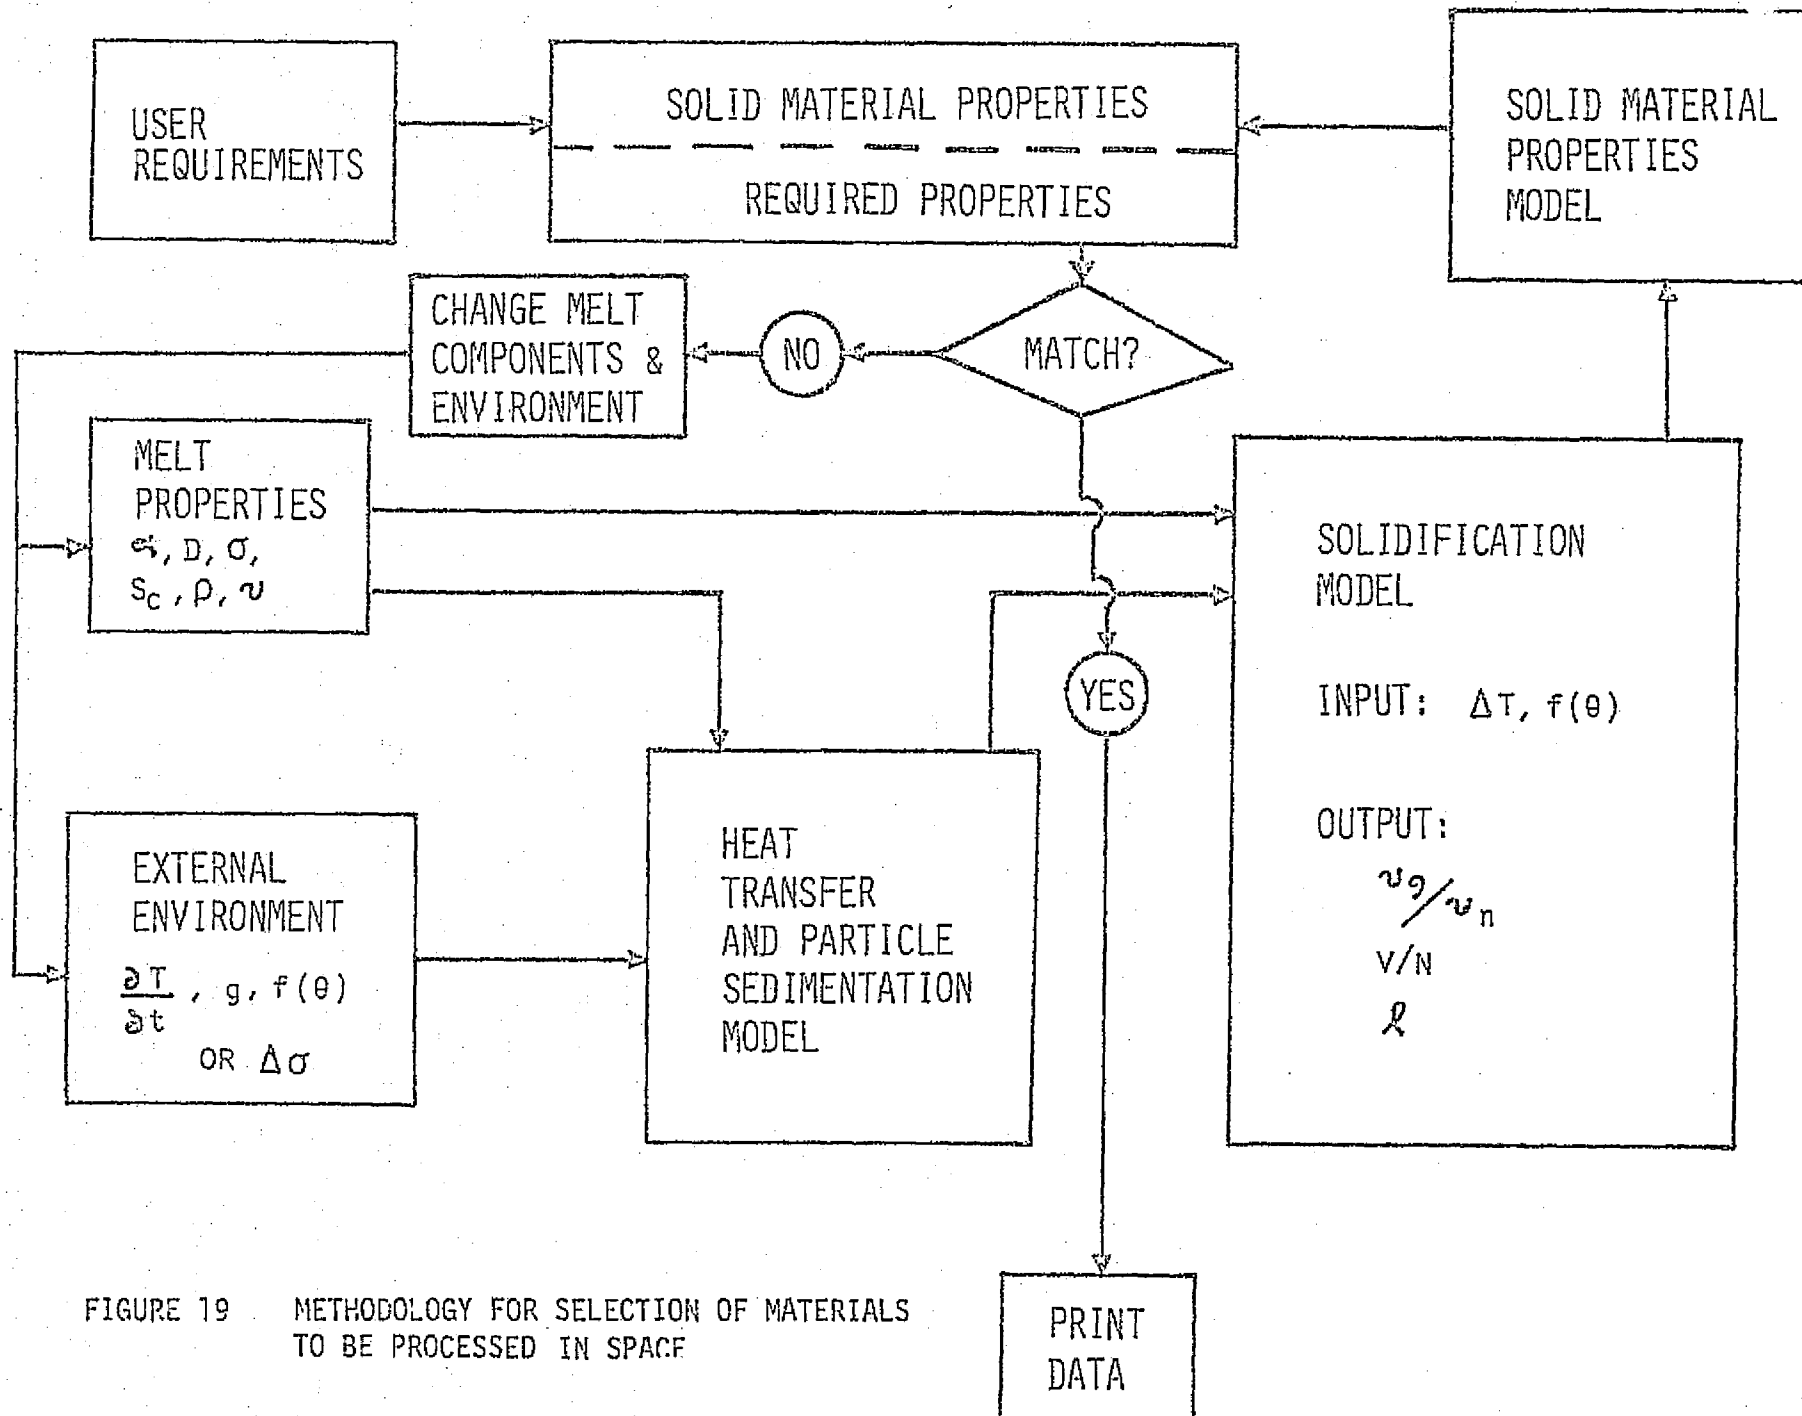 USER
REQUIREMENTS
SOLID MATERIAL PROPERTIES
REQUIRED PROPERTIES
SOLID MATERIAL
PROPERTIES
MODEL
CHANGE MELT
COMPONENTS &
ENVIRONMENT
NO
MATCH?
MELT
PROPERTIES
α, D, σ,
Sc, ρ, ν
YES
SOLIDIFICATION
MODEL
INPUT: ΔT, f(θ)
OUTPUT:
/ n
V/N
ℓ
EXTERNAL
ENVIRONMENT
∂T
∂t , g, f(θ)
OR Δσ
HEAT
TRANSFER
AND PARTICLE
SEDIMENTATION
MODEL
FIGURE 19 METHODOLOGY FOR SELECTION OF MATERIALS
TO BE PROCESSED IN SPACE
PRINT
DATA